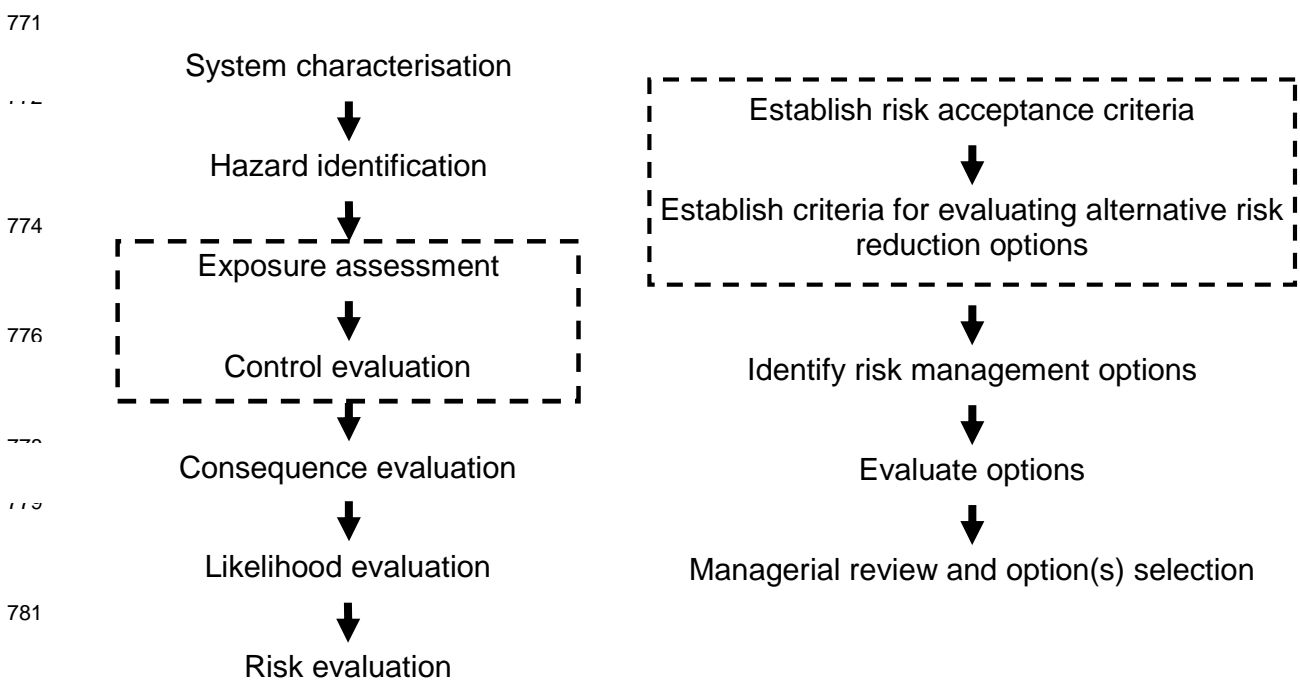 771
System characterisation
Hazard identification
774
Exposure assessment
776
Control evaluation
Consequence evaluation
Likelihood evaluation
781
Risk evaluation
Establish risk acceptance criteria
Establish criteria for evaluating alternative risk
reduction options
Identify risk management options
Evaluate options
Managerial review and option(s) selection